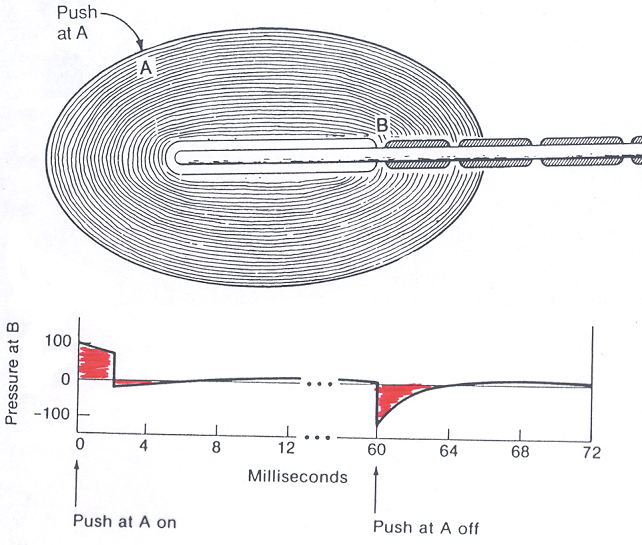 Push
at A
A
B
Pressure at B
100
0
-100
0
4
8
12
60
64
68
72
Milliseconds
Push at A on
Push at A off